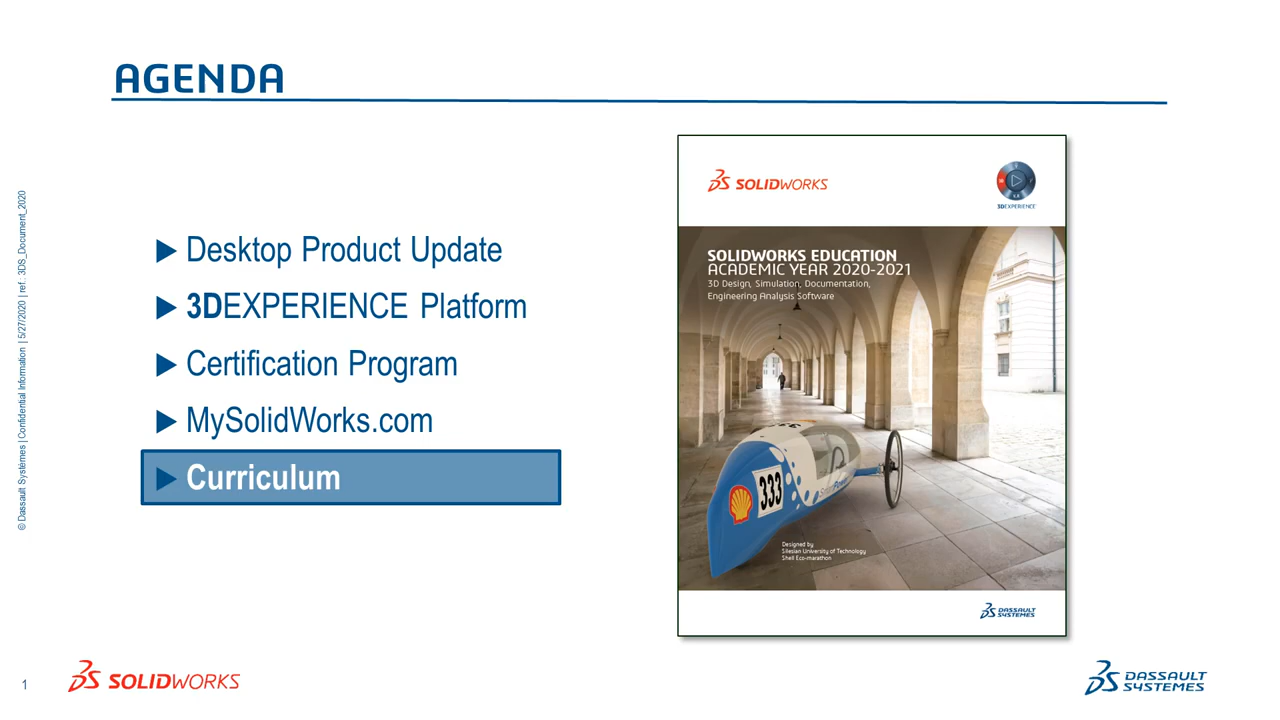 AGENDA
Desktop Product Update
3DEXPERIENCE Platform
Certification Program
MySolidWorks.com
Curriculum
SOLIDWORKS
3DEXPERIENCE
SOLIDWORKS EDUCATION
ACADEMIC YEAR 2020-2021
3D Design, Simulation, Documentation,
Engineering Analysis Software
333
Designed by
Silesian University of Technology
Shell Eco-marathon
DASSAULT
SYSTEMES
© Dassault Systèmes | Confidential Information | 5/27/2020 | ref.: 3DS_Document_2020
1
SOLIDWORKS
DASSAULT
SYSTEMES